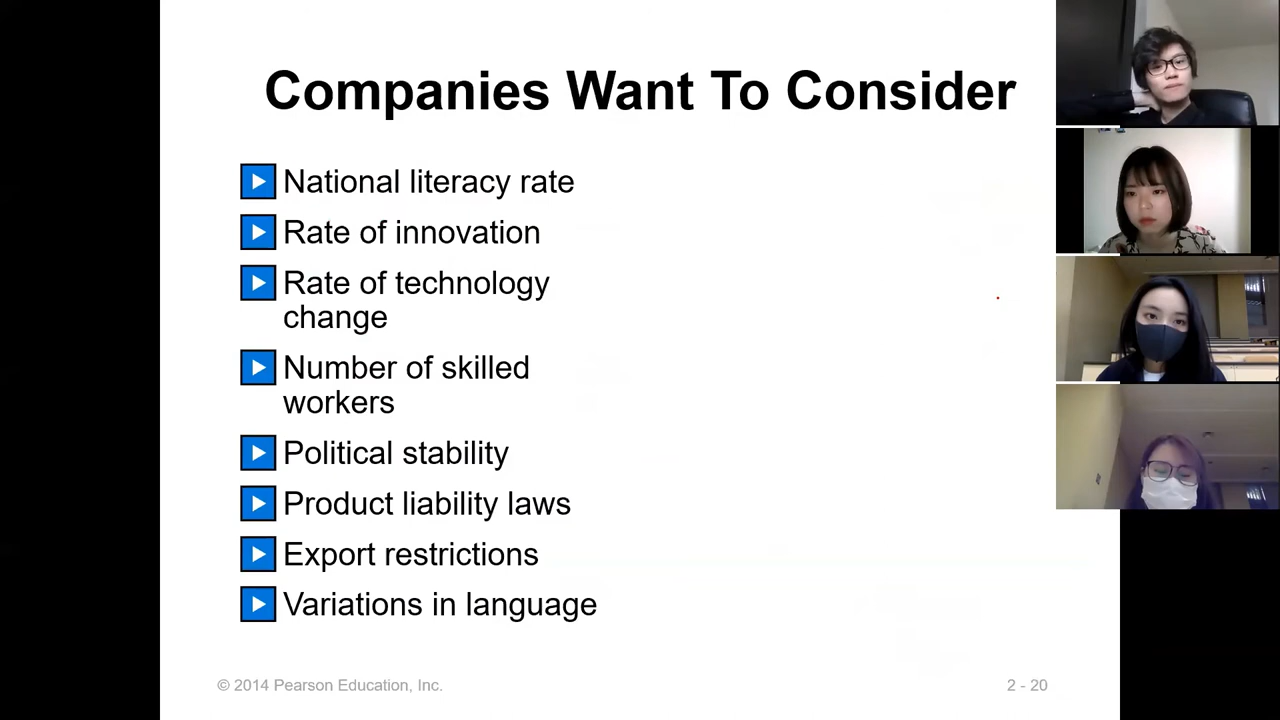 Companies Want To Consider
National literacy rate
Rate of innovation
Rate of technology
change
Number of skilled
workers
Political stability
Product liability laws
Export restrictions
Variations in language
© 2014 Pearson Education, Inc.
2 - 20